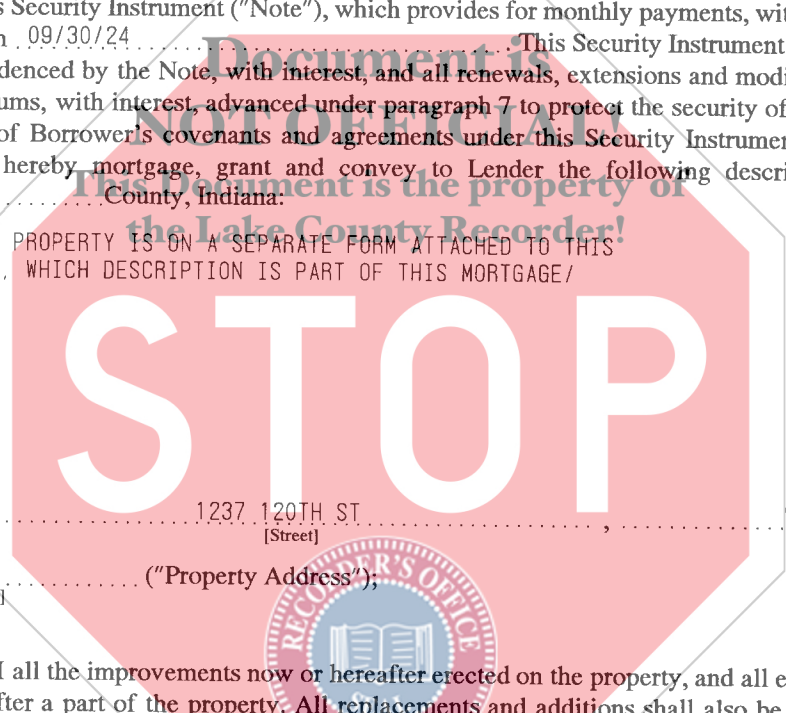 s Security Instrument ("Note"), which provides for monthly payments, wit
09/30/24 . This Security Instrument
denced by the Note, with interest, and all renewals, extensions and modi
ums, with interest, advanced under paragraph 7 to protect the security of
of Borrower's covenants and agreements under this Security Instrumen
hereby mortgage, grant and convey to Lender the following descri
County, Indiana:
Document is
NOT OFFICIAL!
This Document is the property of
the Lake County Recorder!
PROPERTY IS ON A SEPARATE FORM ATTACHED TO THIS
WHICH DESCRIPTION IS PART OF THIS MORTGAGE/
STOP
1237 120TH ST ,
[Street]
("Property Address");
RECORDER'S OFFICE
all the improvements now or hereafter erected on the property, and all e
fter a part of the property. All replacements and additions shall also be